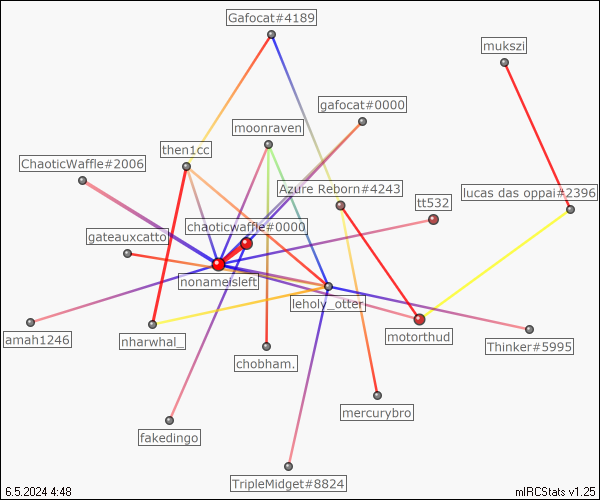 Gafocat#4189
mukszi
gafocat#0000
moonraven
then1cc
ChaoticWaffle#2006
Azure Reborn#4243
lucas das oppai#2396
tt532
chaoticwaffle#0000
gateauxcatto
nonameisleft
leholy_otter
amah1246
nharwhal_
motorthud
Thinker#5995
chobham.
mercurybro
fakedingo
TripleMidget#8824
6.5.2024 4:48
mIRCStats v1.25